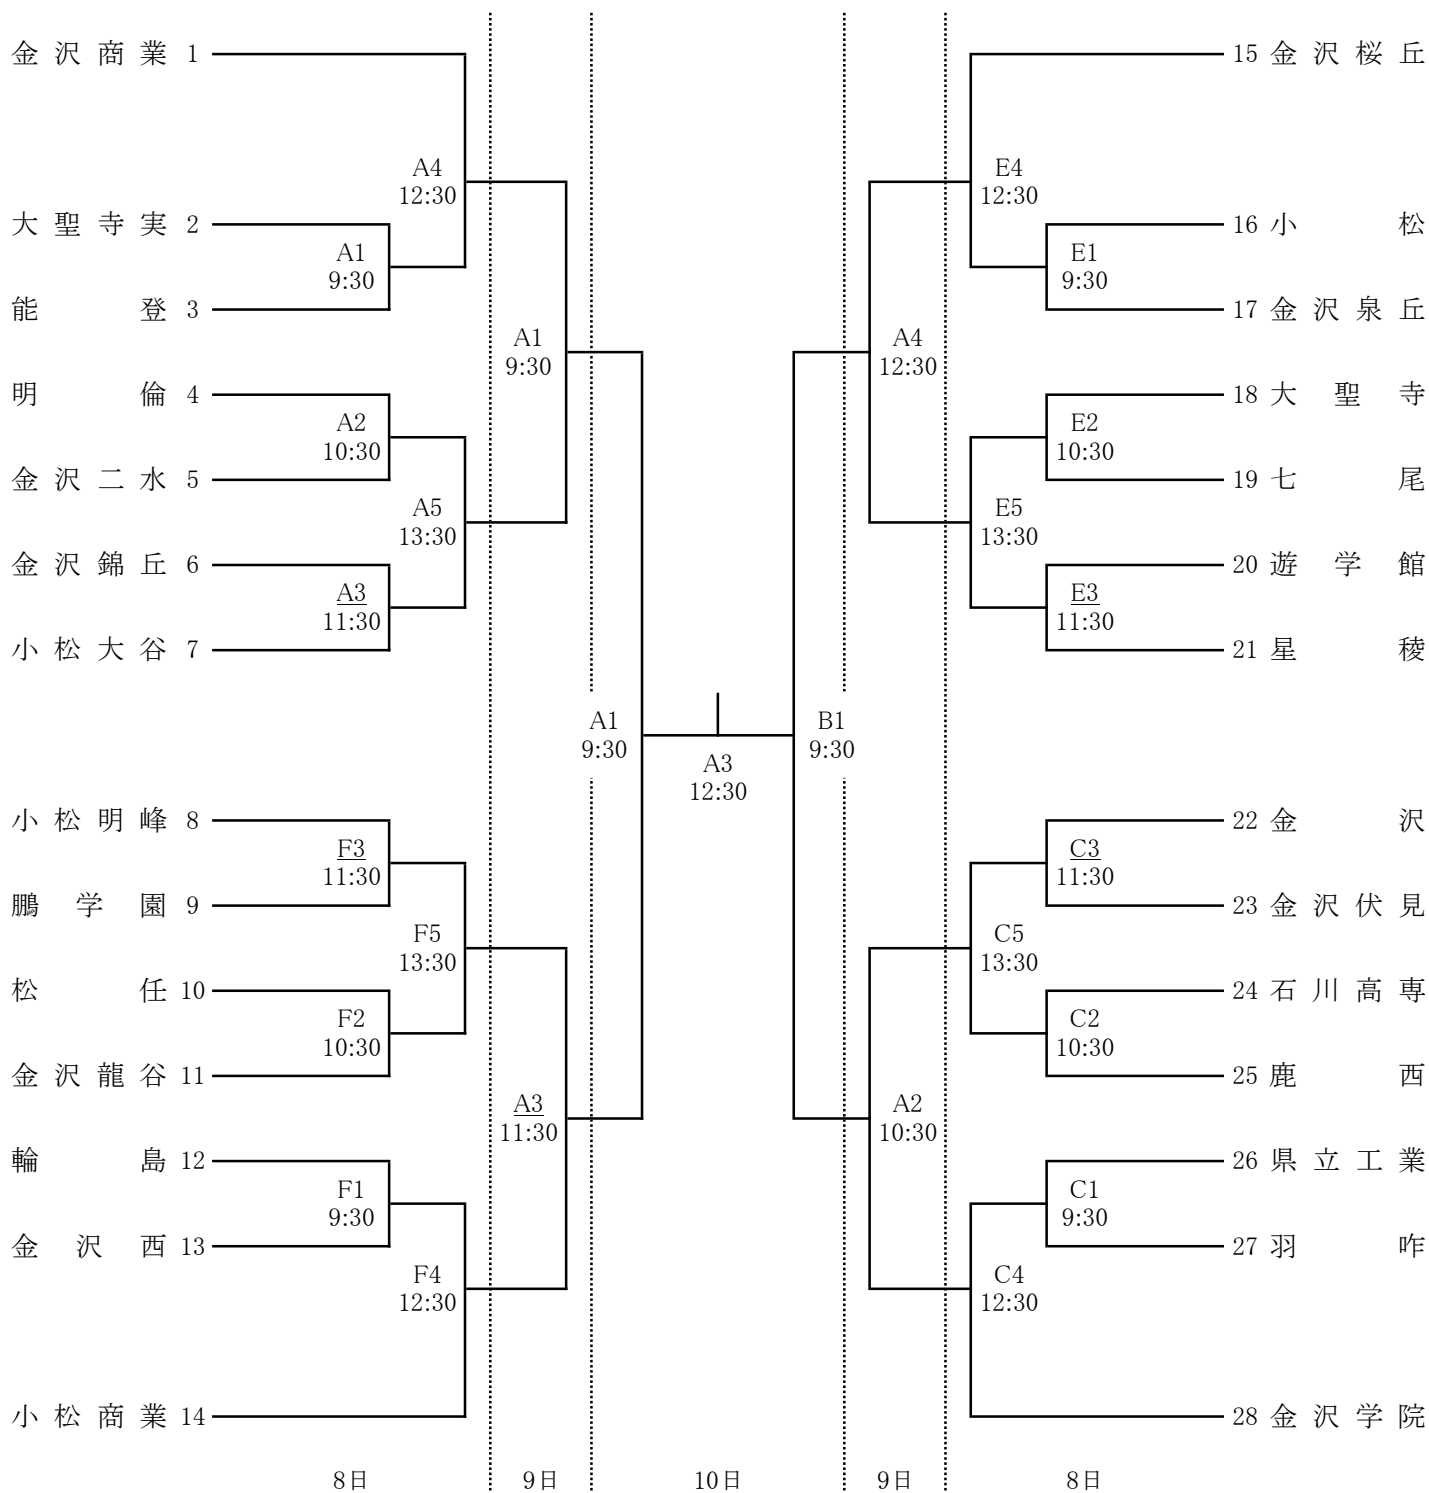 金沢商業 1
A4
12:30
大聖寺実 2
A1
9:30
能登 3
A1
9:30
明倫 4
A2
10:30
金沢二水 5
A5
13:30
金沢錦丘 6
A3
11:30
小松大谷 7
A1
9:30
小松明峰 8
F3
11:30
鵬学園 9
F5
13:30
松任 10
F2
10:30
金沢龍谷 11
A3
11:30
輪島 12
F1
9:30
金沢西 13
F4
12:30
小松商業 14
A3
12:30
15 金沢桜丘
E4
12:30
16 小松
E1
9:30
17 金沢泉丘
A4
12:30
18 大聖寺
E2
10:30
19 七尾
E5
13:30
20 遊学館
E3
11:30
21 星稜
B1
9:30
22 金沢
C3
11:30
23 金沢伏見
C5
13:30
24 石川高専
C2
10:30
25 鹿西
A2
10:30
26 県立工業
C1
9:30
27 羽咋
C4
12:30
28 金沢学院
8日 9日 10日 9日 8日